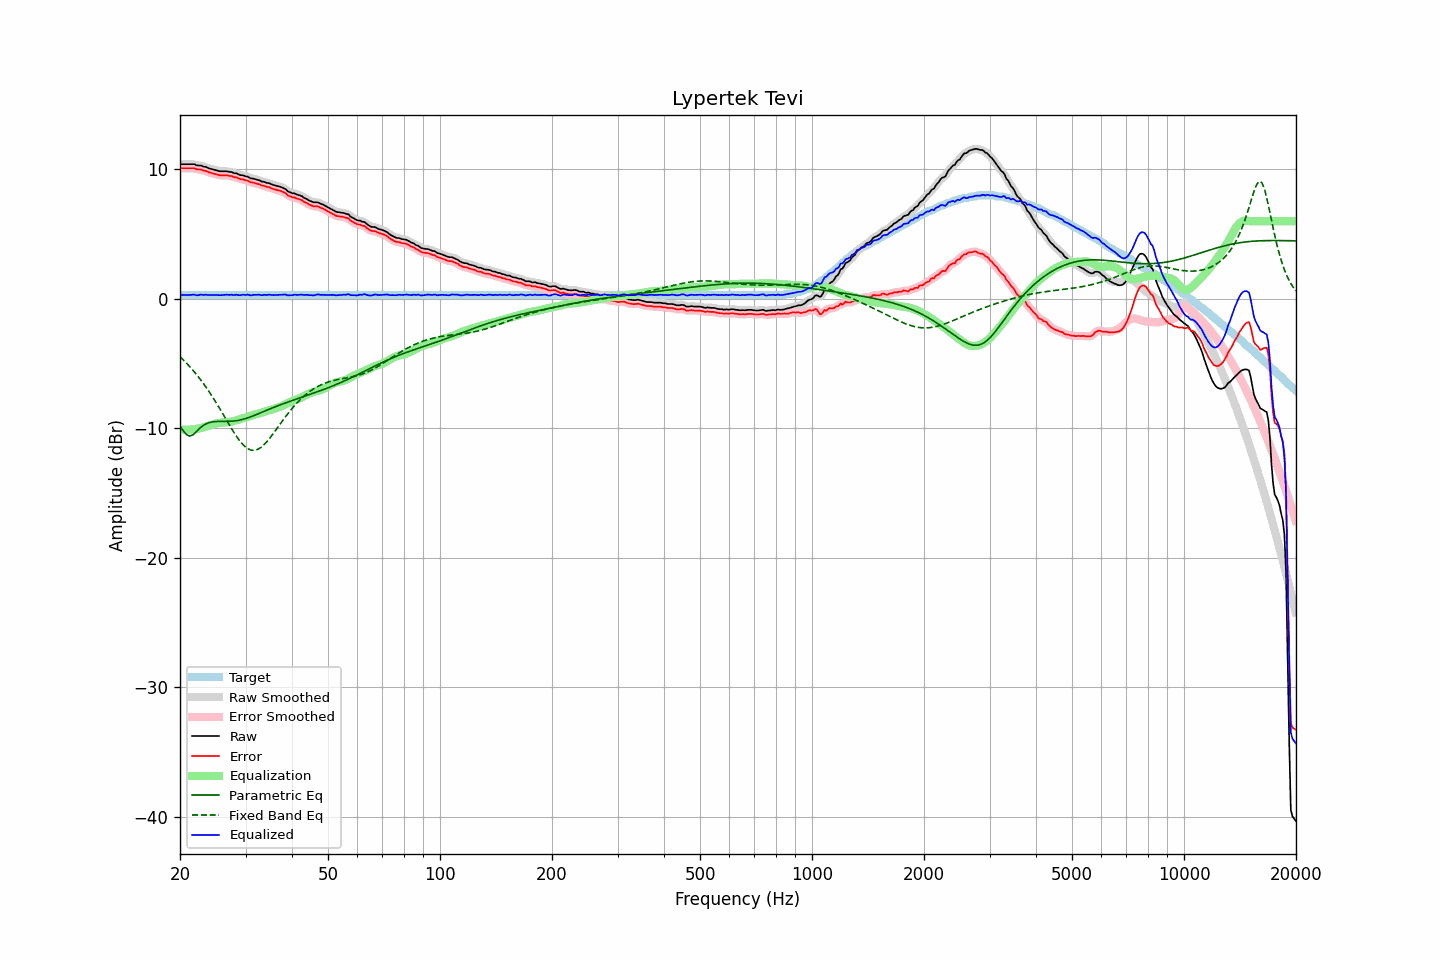 Lypertek Tevi
10
0
−10
−20
−30
−40
Amplitude (dBr)
Target
Raw Smoothed
Error Smoothed
Raw
Error
Equalization
Parametric Eq
Fixed Band Eq
Equalized
20 50 100 200 500 1000 2000 5000 10000 20000
Frequency (Hz)